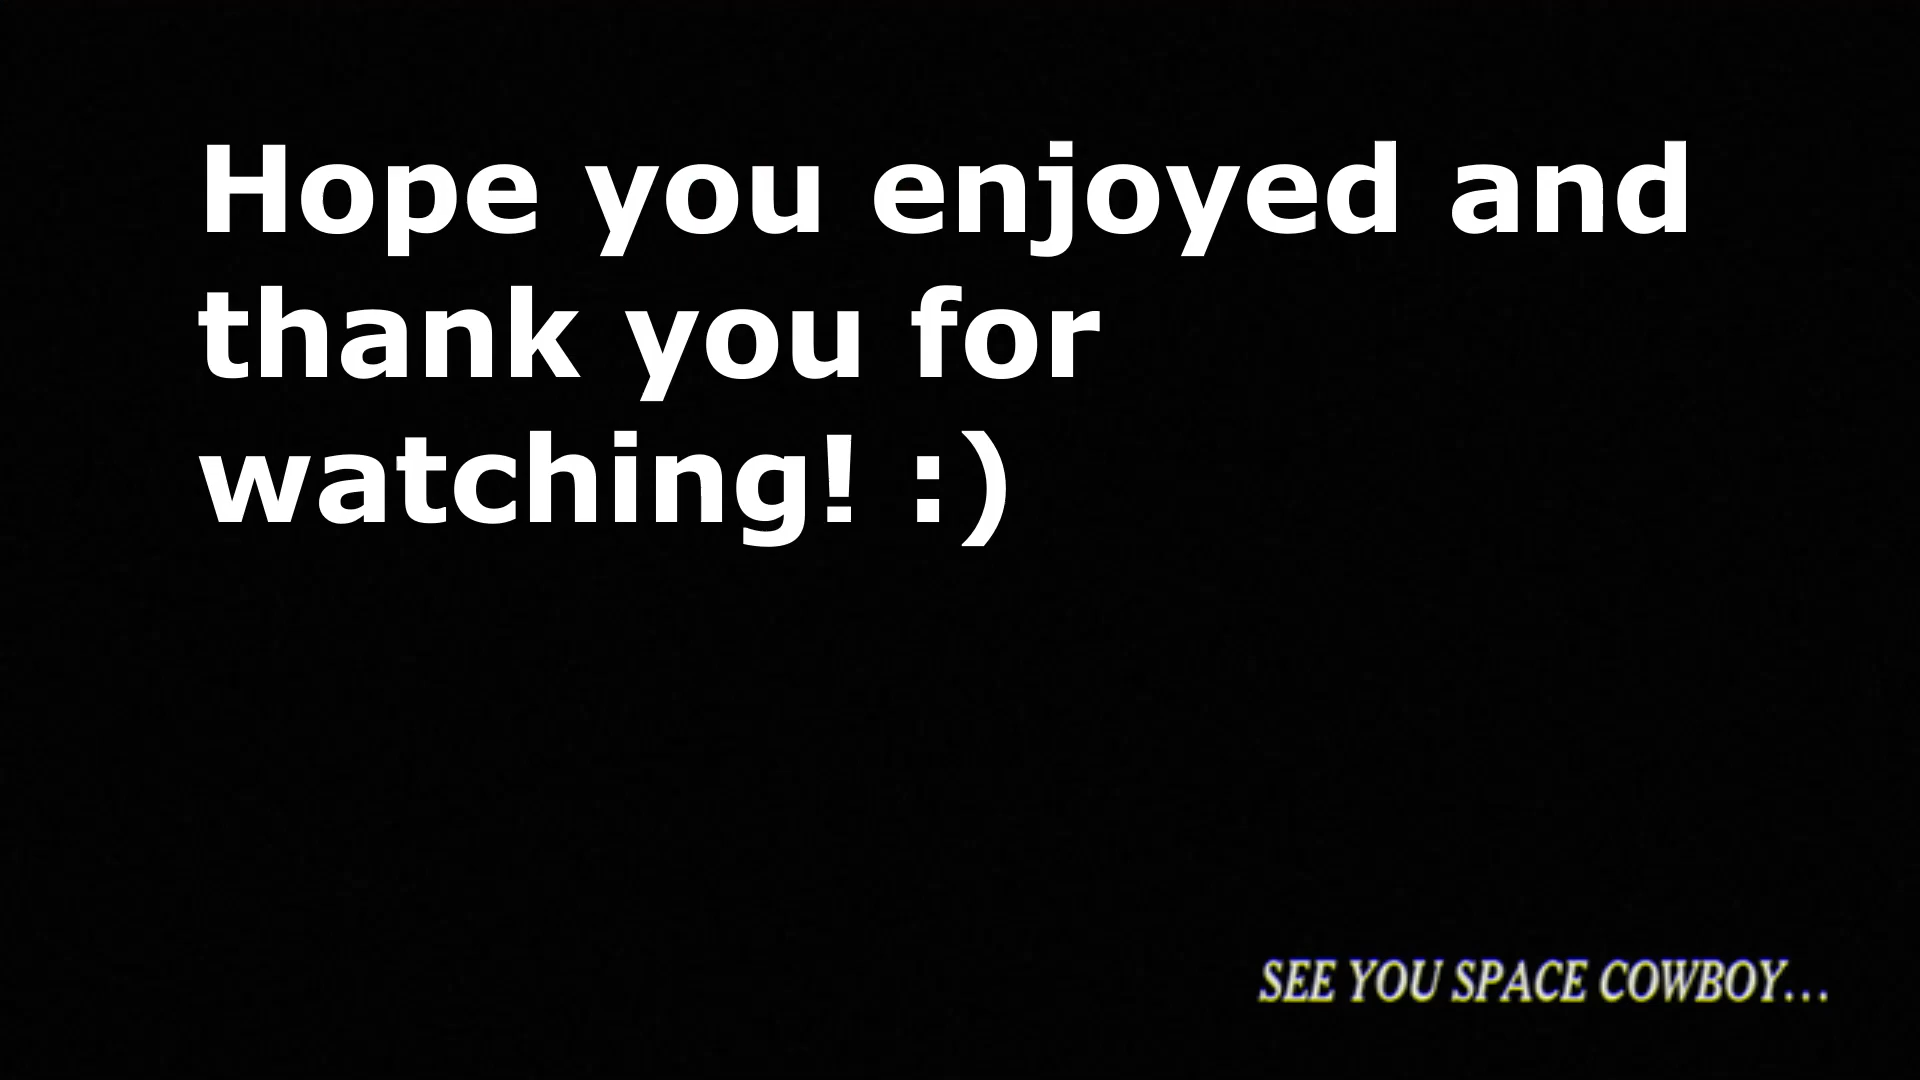 Hope you enjoyed and
thank you for
watching! :)
SEE YOU SPACE COWBOY...